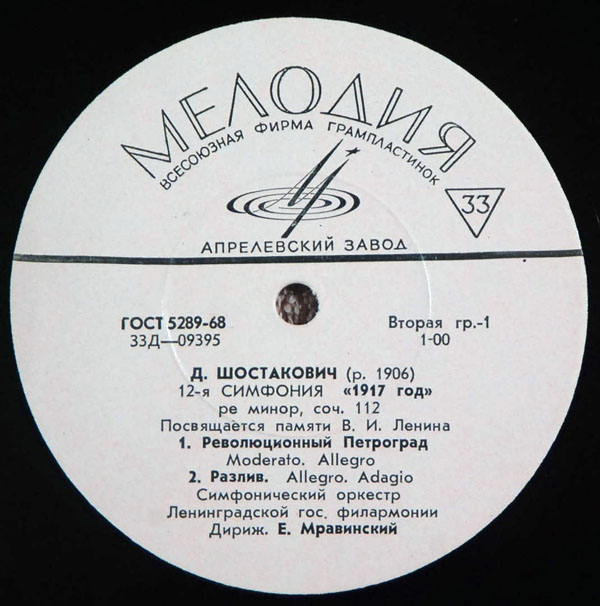 МЕЛОДИЯ
ВСЕСОЮЗНАЯ ФИРМА ГРАМПЛАСТИНОК
33
АПРЕЛЕВСКИЙ ЗАВОД
ГОСТ 5289-68 Вторая гр.-1
33Д—09395 1-00
Д. ШОСТАКОВИЧ (р. 1906)
12-я СИМФОНИЯ «1917 год»
ре минор, соч. 112
Посвящается памяти В. И. Ленина
1. Революционный Петроград
Moderato. Allegro
2. Разлив. Allegro. Adagio
Симфонический оркестр
Ленинградской гос. филармонии
Дириж. Е. Мравинский